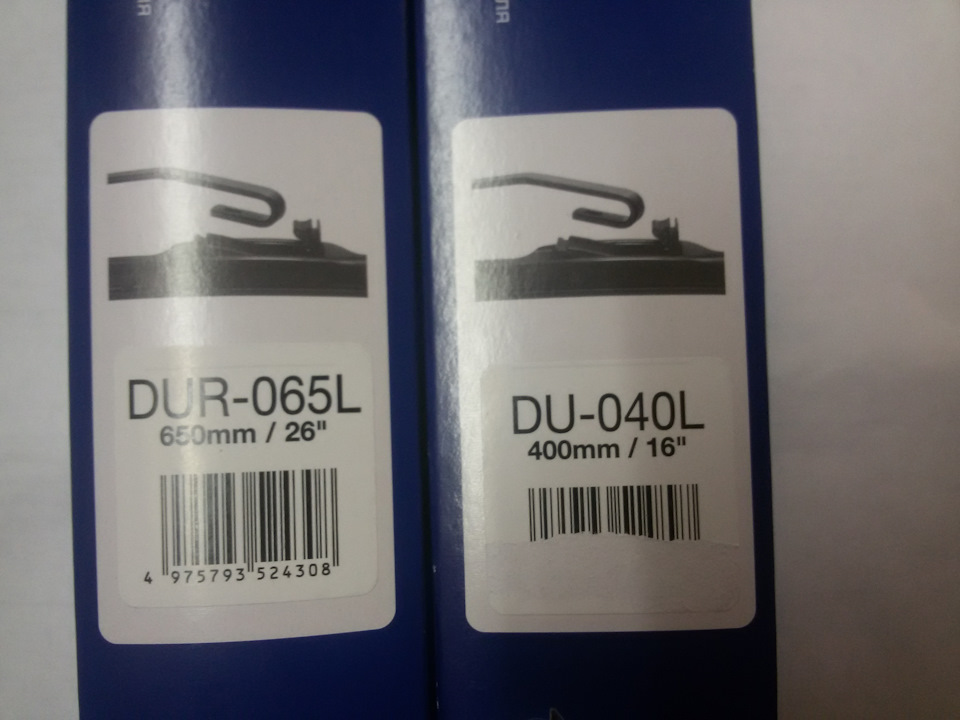 DUR-065L
650mm / 26"
4 975793 524308
DU-040L
400mm / 16"